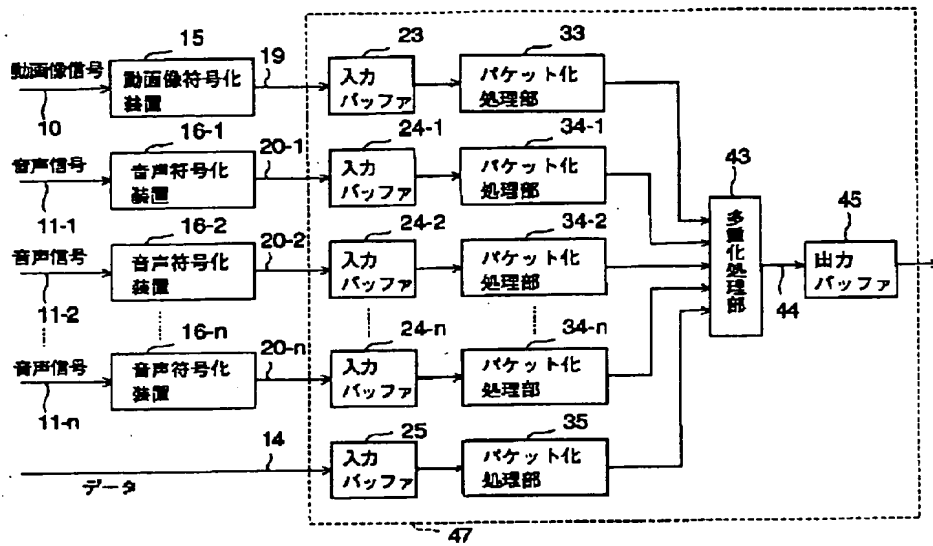 15
19
23
33
動画像信号
10
動画像符号化
装置
入力
バッファ
パケット化
処理部
16-1
20-1
24-1
34-1
音声信号
11-1
音声符号化
装置
入力
バッファ
パケット化
処理部
43
45
16-2
20-2
24-2
34-2
音声信号
11-2
音声符号化
装置
入力
バッファ
パケット化
処理部
多重化処理部
44
出力
バッファ
16-n
20-n
24-n
34-n
音声信号
11-n
音声符号化
装置
入力
バッファ
パケット化
処理部
14
25
35
データ
入力
バッファ
パケット化
処理部
47